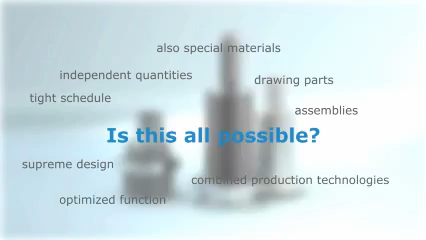 also special materials
independent quantities
drawing parts
tight schedule
assemblies
Is this all possible?
supreme design
combined production technologies
optimized function